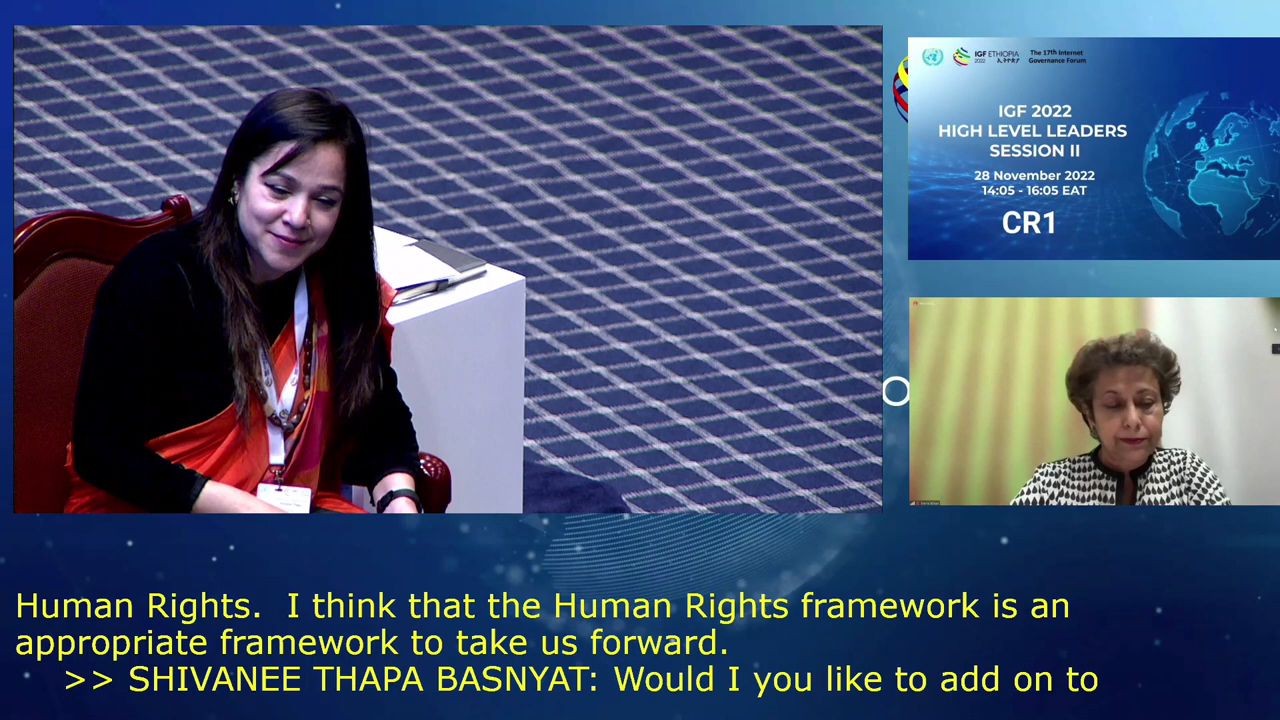 IGF ETHIOPIA
2022 ኢትዮጵያ
The 17th Internet
Governance Forum
IGF 2022
HIGH LEVEL LEADERS
SESSION II
28 November 2022
14:05 - 16:05 EAT
CR1
O
Human Rights.  I think that the Human Rights framework is an
appropriate framework to take us forward.
>> SHIVANEE THAPA BASNYAT: Would I you like to add on to